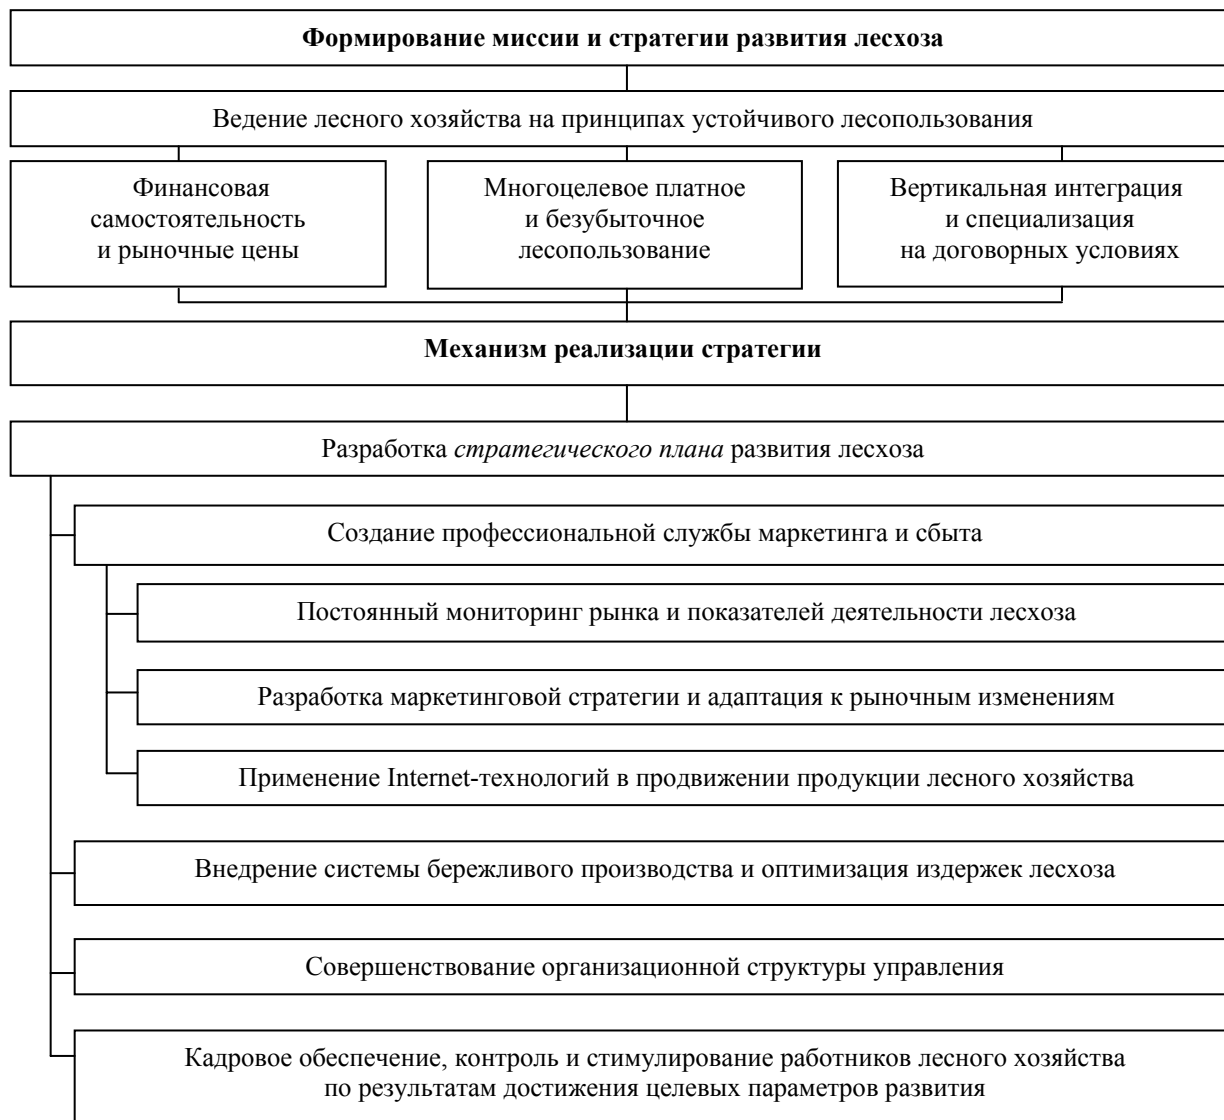 Формирование миссии и стратегии развития лесхоза
Ведение лесного хозяйства на принципах устойчивого лесопользования
Финансовая
самостоятельность
и рыночные цены
Многоцелевое платное
и безубыточное
лесопользование
Вертикальная интеграция
и специализация
на договорных условиях
Механизм реализации стратегии
Разработка стратегического плана развития лесхоза
Создание профессиональной службы маркетинга и сбыта
Постоянный мониторинг рынка и показателей деятельности лесхоза
Разработка маркетинговой стратегии и адаптация к рыночным изменениям
Применение Internet-технологий в продвижении продукции лесного хозяйства
Внедрение системы бережливого производства и оптимизация издержек лесхоза
Совершенствование организационной структуры управления
Кадровое обеспечение, контроль и стимулирование работников лесного хозяйства
по результатам достижения целевых параметров развития